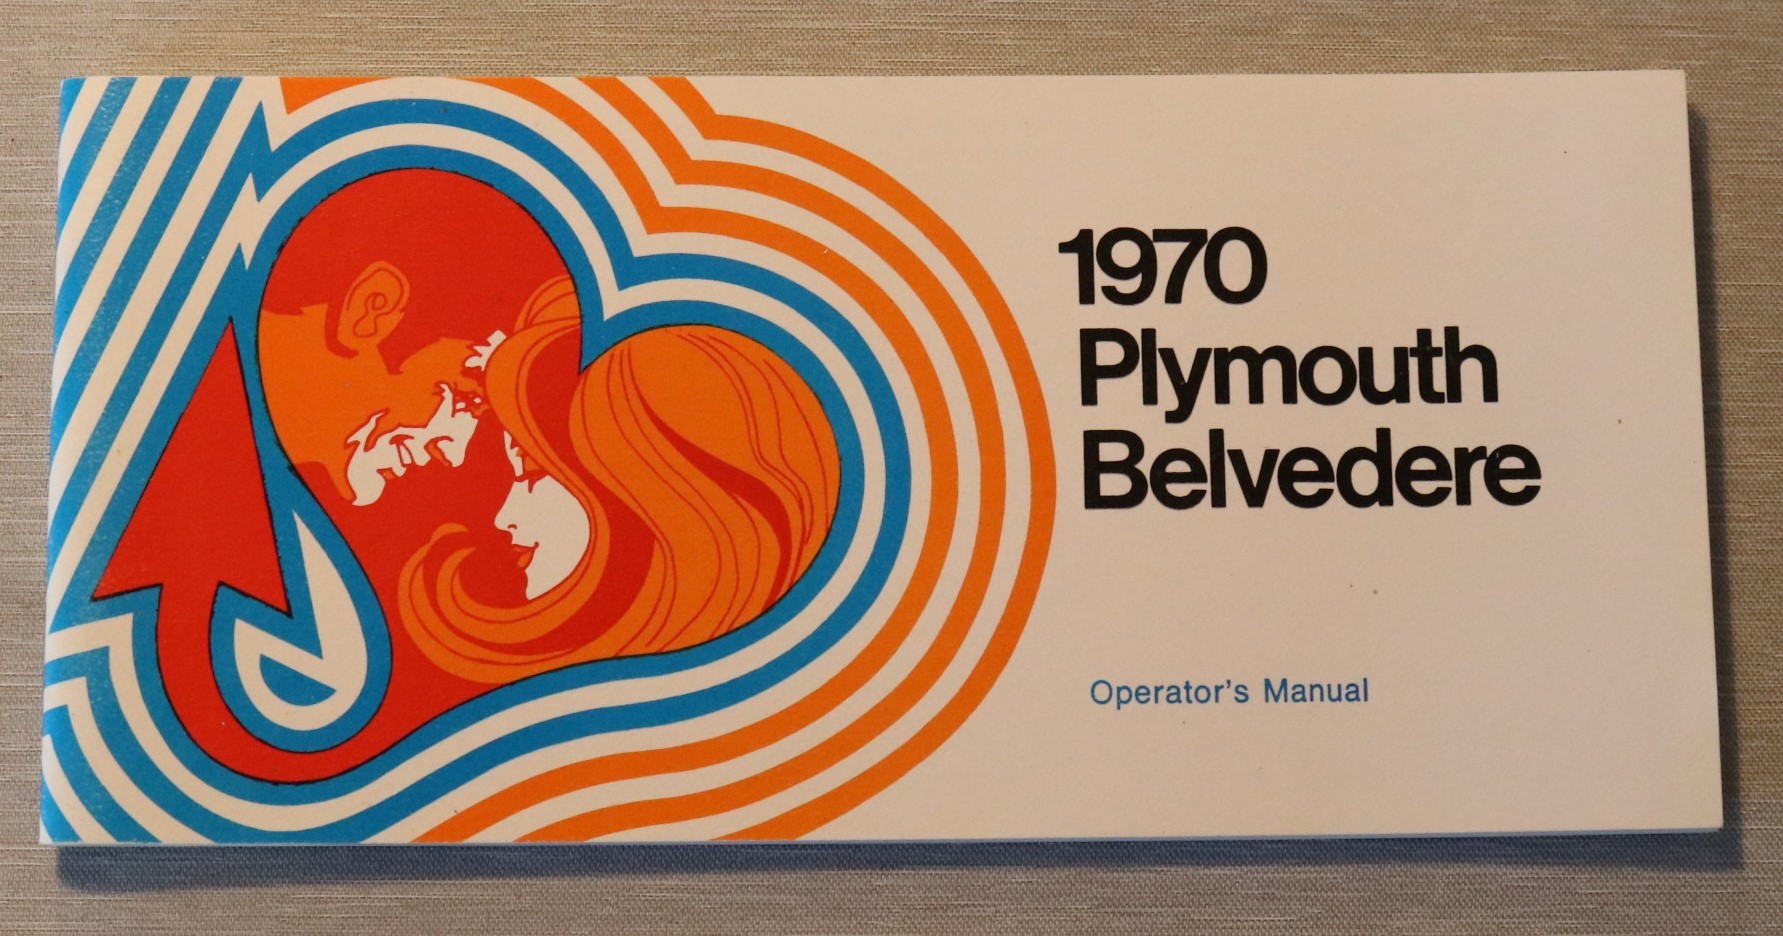 1970
Plymouth
Belvedere
Operator's Manual